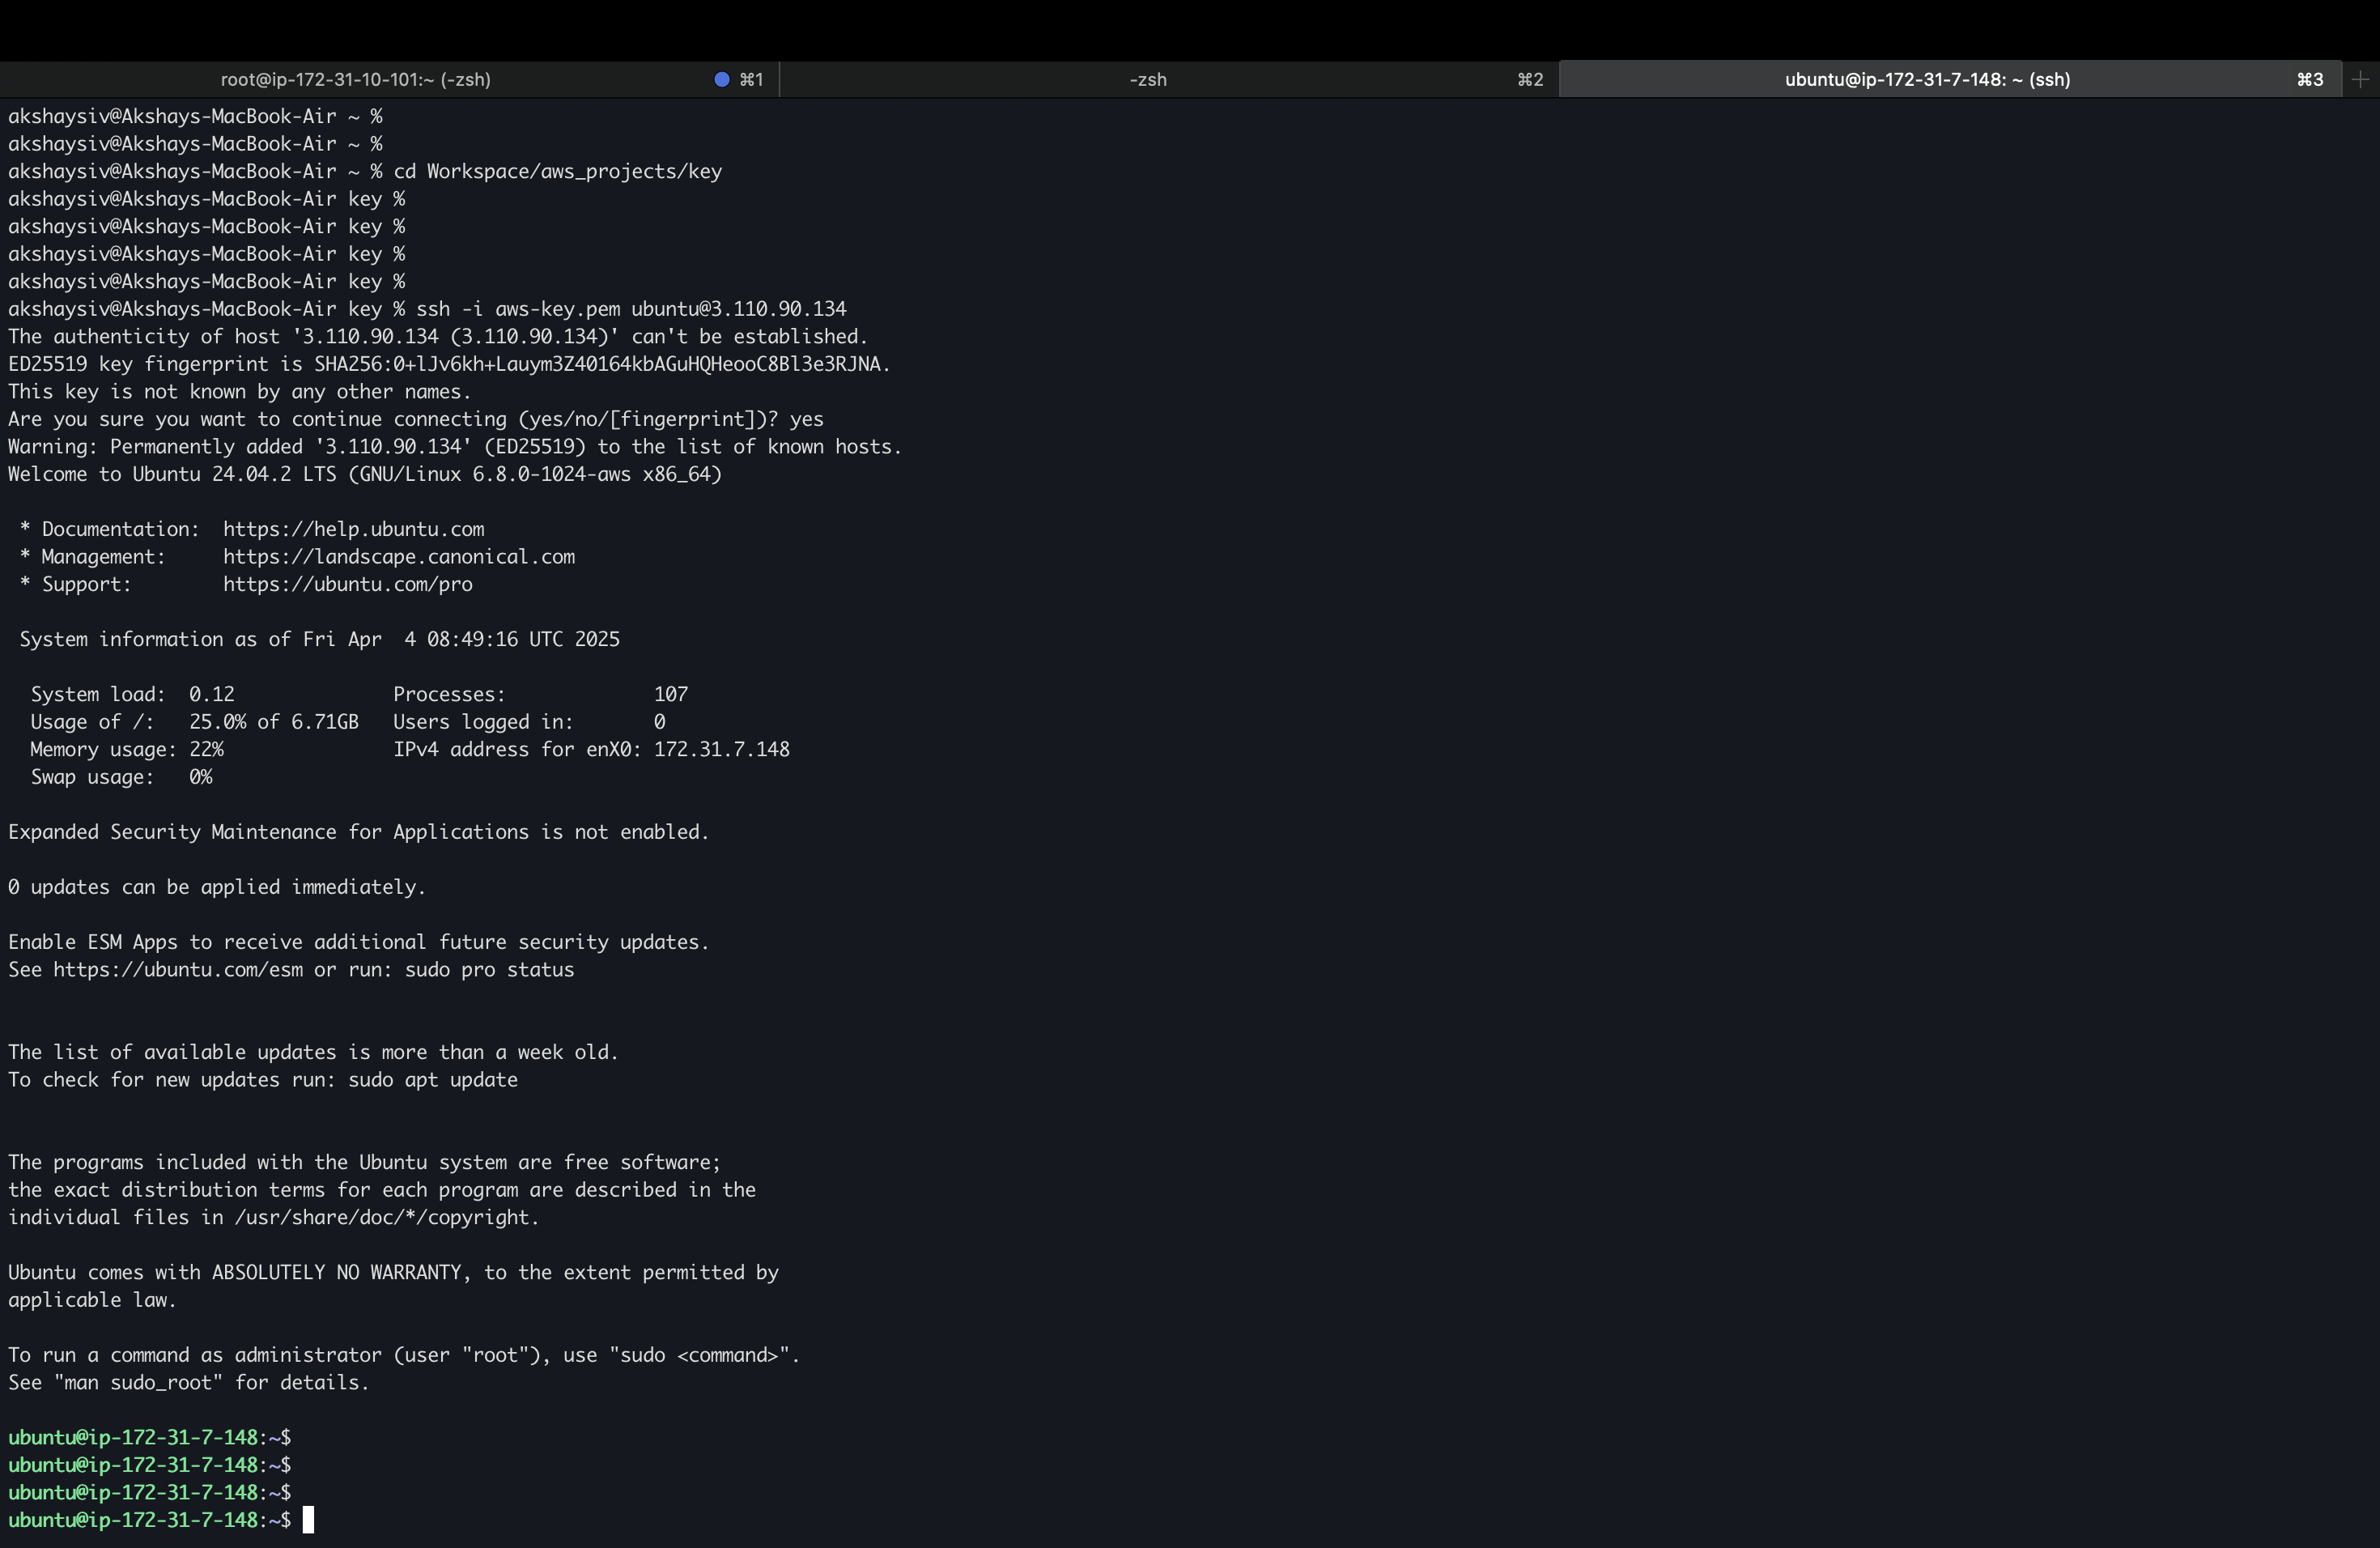 root@ip-172-31-10-101:~ (-zsh) ⌘1 -zsh ⌘2 ubuntu@ip-172-31-7-148: ~ (ssh) ⌘3
akshaysiv@Akshays-MacBook-Air ~ %
akshaysiv@Akshays-MacBook-Air ~ %
akshaysiv@Akshays-MacBook-Air ~ % cd Workspace/aws_projects/key
akshaysiv@Akshays-MacBook-Air key %
akshaysiv@Akshays-MacBook-Air key %
akshaysiv@Akshays-MacBook-Air key %
akshaysiv@Akshays-MacBook-Air key %
akshaysiv@Akshays-MacBook-Air key % ssh -i aws-key.pem ubuntu@3.110.90.134
The authenticity of host '3.110.90.134 (3.110.90.134)' can't be established.
ED25519 key fingerprint is SHA256:0+lJv6kh+Lauym3Z40164kbAGuHQHeooC8Bl3e3RJNA.
This key is not known by any other names.
Are you sure you want to continue connecting (yes/no/[fingerprint])? yes
Warning: Permanently added '3.110.90.134' (ED25519) to the list of known hosts.
Welcome to Ubuntu 24.04.2 LTS (GNU/Linux 6.8.0-1024-aws x86_64)

 * Documentation:  https://help.ubuntu.com
 * Management:     https://landscape.canonical.com
 * Support:        https://ubuntu.com/pro

 System information as of Fri Apr  4 08:49:16 UTC 2025

  System load:  0.12              Processes:             107
  Usage of /:   25.0% of 6.71GB   Users logged in:       0
  Memory usage: 22%               IPv4 address for enX0: 172.31.7.148
  Swap usage:   0%

Expanded Security Maintenance for Applications is not enabled.

0 updates can be applied immediately.

Enable ESM Apps to receive additional future security updates.
See https://ubuntu.com/esm or run: sudo pro status

The list of available updates is more than a week old.
To check for new updates run: sudo apt update

The programs included with the Ubuntu system are free software;
the exact distribution terms for each program are described in the
individual files in /usr/share/doc/*/copyright.

Ubuntu comes with ABSOLUTELY NO WARRANTY, to the extent permitted by
applicable law.

To run a command as administrator (user "root"), use "sudo <command>".
See "man sudo_root" for details.

ubuntu@ip-172-31-7-148:~$
ubuntu@ip-172-31-7-148:~$
ubuntu@ip-172-31-7-148:~$
ubuntu@ip-172-31-7-148:~$